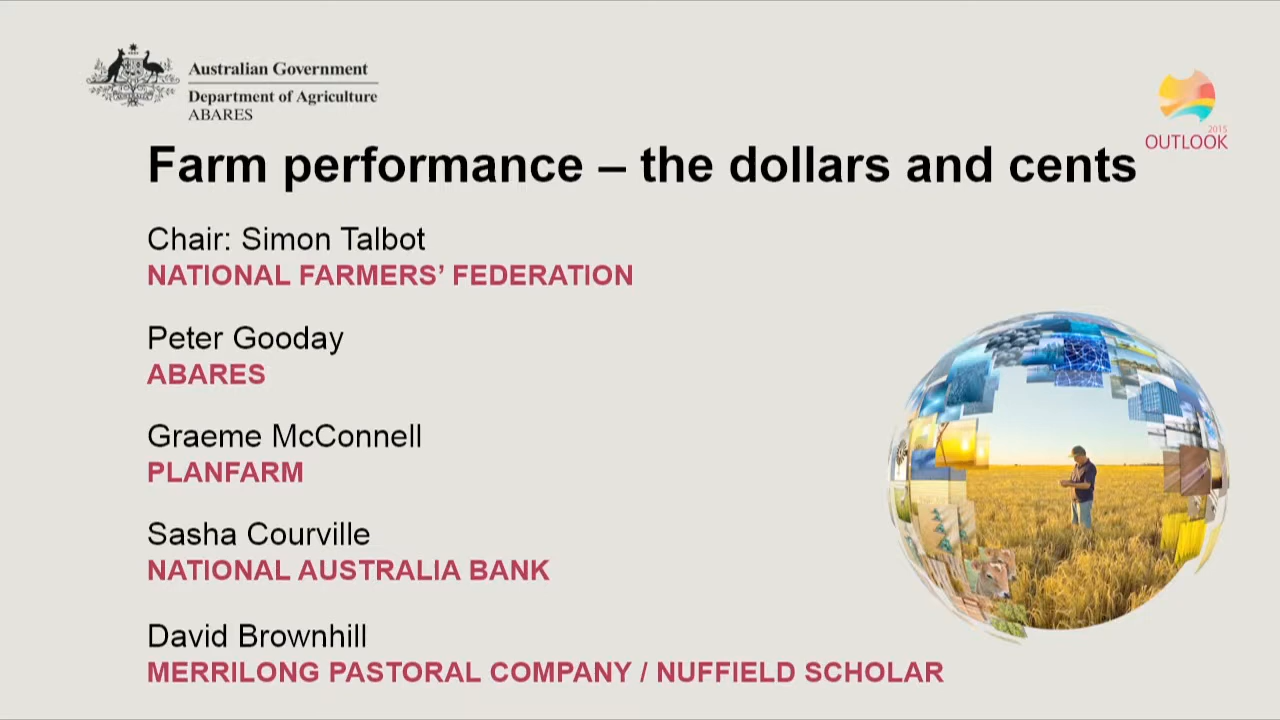 Australian Government
Department of Agriculture
ABARES
2015
OUTLOOK
Farm performance – the dollars and cents
Chair: Simon Talbot
NATIONAL FARMERS’ FEDERATION
Peter Gooday
ABARES
Graeme McConnell
PLANFARM
Sasha Courville
NATIONAL AUSTRALIA BANK
David Brownhill
MERRILONG PASTORAL COMPANY / NUFFIELD SCHOLAR